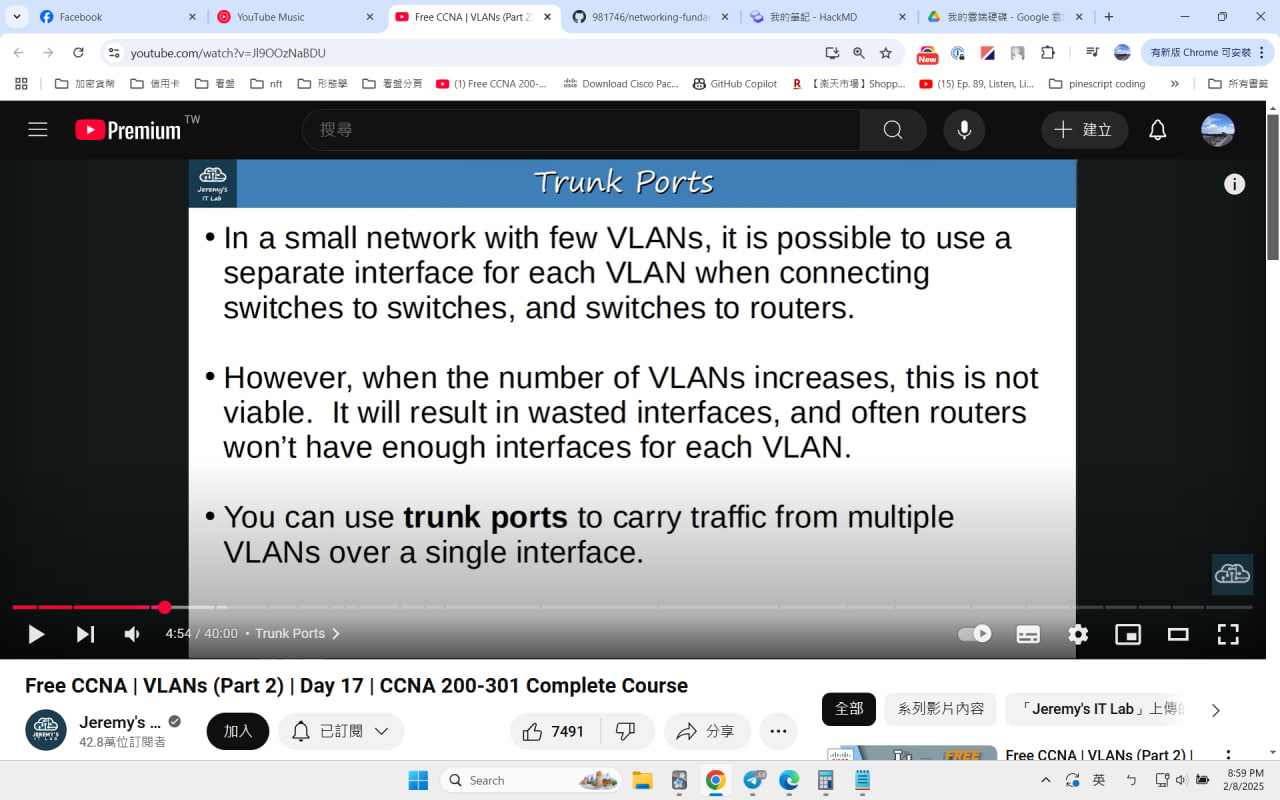 Facebook
YouTube Music
Free CCNA | VLANs (Part 2)
981746/networking-funda
我的筆記 - HackMD
我的雲端硬碟 - Google 雲
youtube.com/watch?v=Jl9OOzNaBDU
New
有新版 Chrome 可安裝
加密貨幣
信用卡
看盤
nft
形態學
看盤分頁
(1) Free CCNA 200-...
Download Cisco Pac...
GitHub Copilot
【楽天市場】Shopp...
(15) Ep. 89, Listen, Li...
pinescript coding
所有書籤
Premium TW
搜尋
建立
Jeremy's
IT Lab
Trunk Ports
• In a small network with few VLANs, it is possible to use a
separate interface for each VLAN when connecting
switches to switches, and switches to routers.
• However, when the number of VLANs increases, this is not
viable. It will result in wasted interfaces, and often routers
won't have enough interfaces for each VLAN.
• You can use trunk ports to carry traffic from multiple
VLANs over a single interface.
4:54 / 40:00 • Trunk Ports
Free CCNA | VLANs (Part 2) | Day 17 | CCNA 200-301 Complete Course
Jeremy's ...
42.8萬位訂閱者
加入
已訂閱
7491
分享
全部
系列影片內容
「Jeremy's IT Lab」上傳的
FREE
Free CCNA | VLANs (Part 2) |
Search
英
ㄅ
8:59 PM
2/8/2025